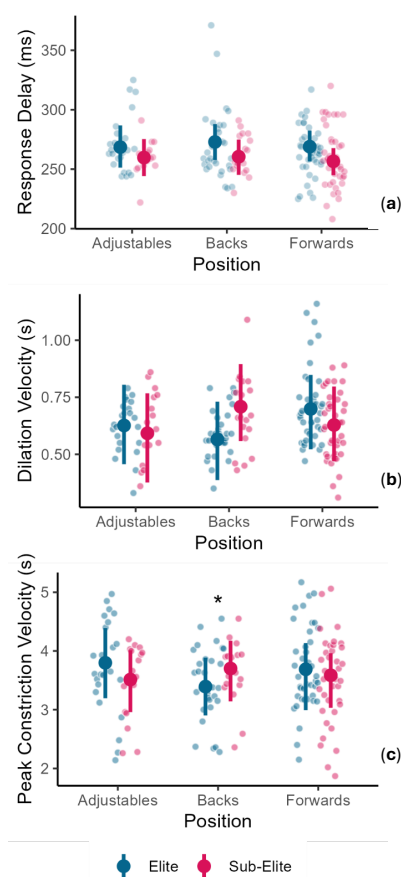 Response Delay (ms)
350
300
250
200
Adjustables Backs Forwards
Position
(a)
Dilation Velocity (s)
1.00
0.75
0.50
Adjustables Backs Forwards
Position
(b)
Peak Constriction Velocity (s)
5
*
4
3
2
Adjustables Backs Forwards
Position
(c)
Elite Sub-Elite